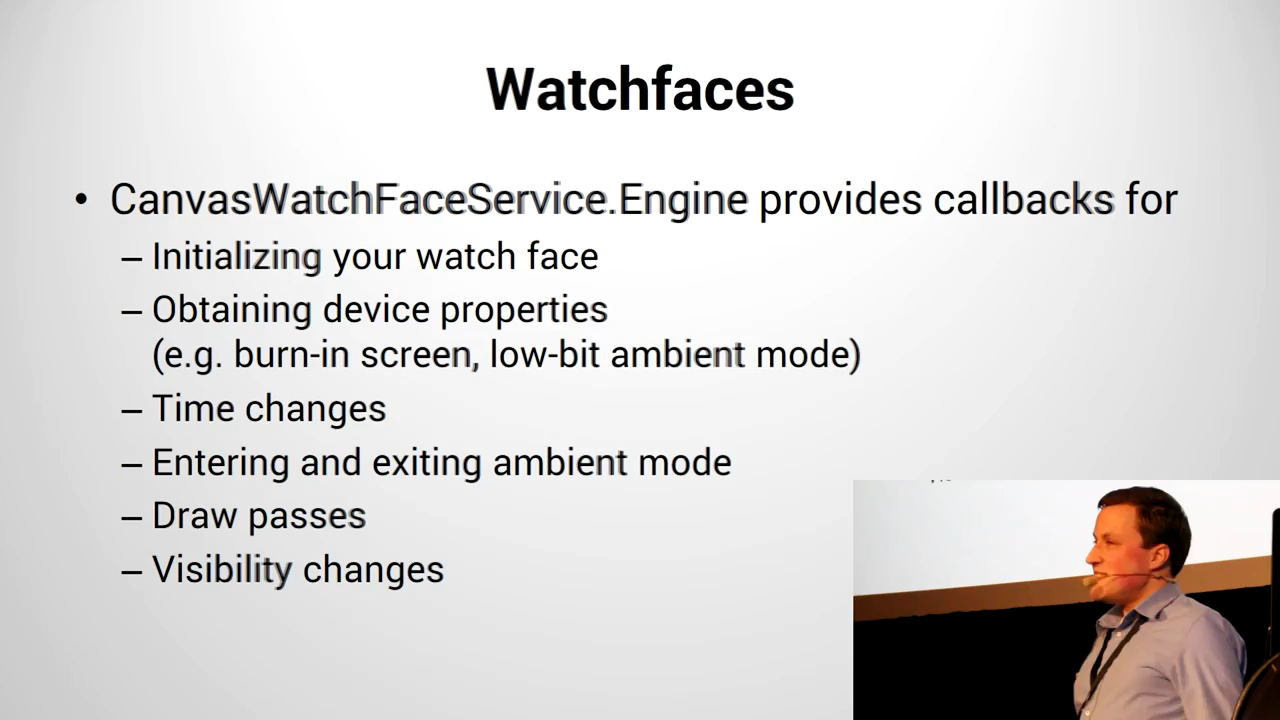 Watchfaces
• CanvasWatchFaceService.Engine provides callbacks for
– Initializing your watch face
– Obtaining device properties
(e.g. burn-in screen, low-bit ambient mode)
– Time changes
– Entering and exiting ambient mode
– Draw passes
– Visibility changes